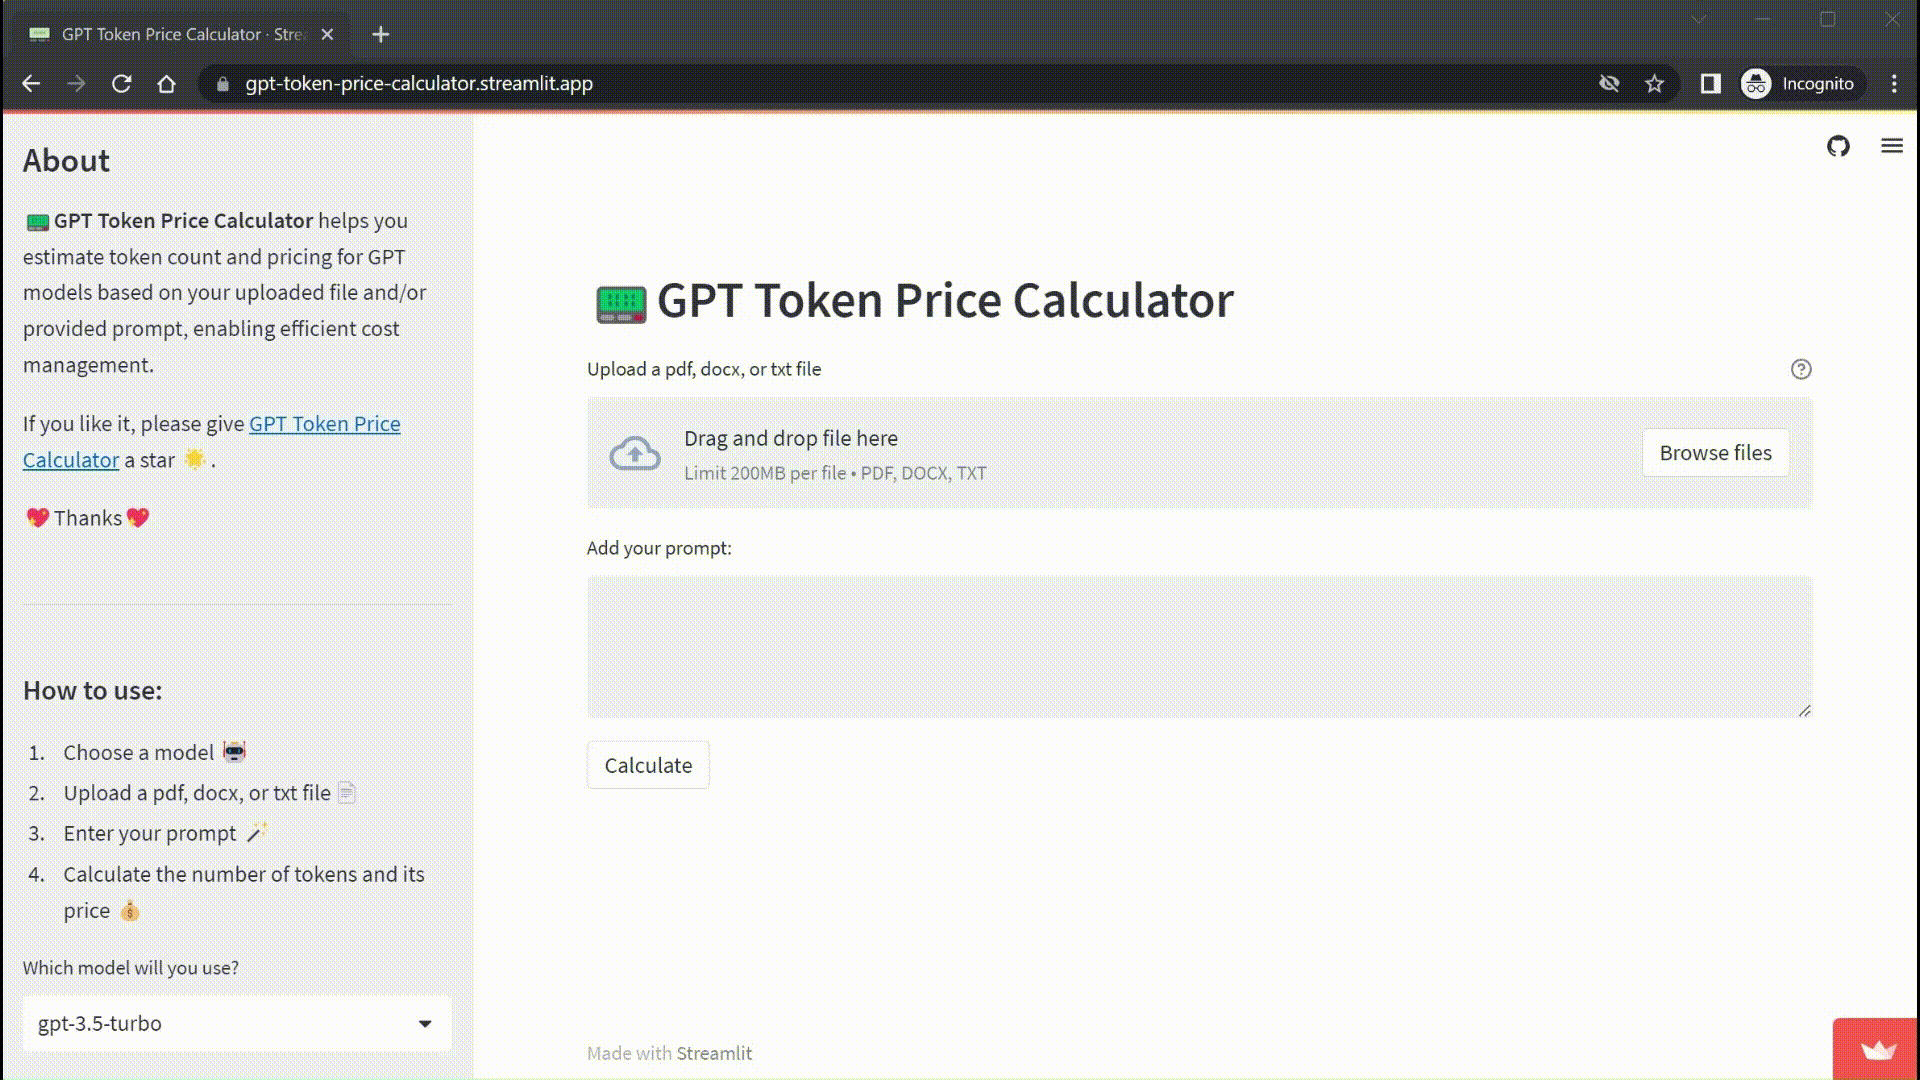 GPT Token Price Calculator · Stre
gpt-token-price-calculator.streamlit.app
Incognito
About
GPT Token Price Calculator helps you
estimate token count and pricing for GPT
models based on your uploaded file and/or
provided prompt, enabling efficient cost
management.
If you like it, please give GPT Token Price
Calculator a star 🌟.
💖Thanks💖
How to use:
1. Choose a model 🤖
2. Upload a pdf, docx, or txt file 📄
3. Enter your prompt 🪄
4. Calculate the number of tokens and its
price 💰
Which model will you use?
gpt-3.5-turbo
GPT Token Price Calculator
Upload a pdf, docx, or txt file
Drag and drop file here
Limit 200MB per file • PDF, DOCX, TXT
Browse files
Add your prompt:
Calculate
Made with Streamlit